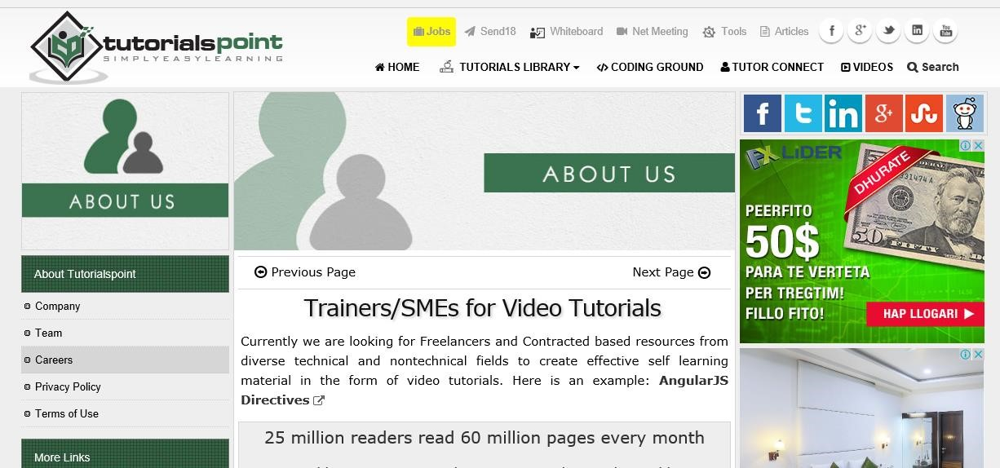 tutorialspoint
SIMPLYEASYLEARNING
Jobs
Send18
Whiteboard
Net Meeting
Tools
Articles
HOME
TUTORIALS LIBRARY
CODING GROUND
TUTOR CONNECT
VIDEOS
Search
ABOUT US
About Tutorialspoint
Company
Team
Careers
Privacy Policy
Terms of Use
More Links
ABOUT US
Previous Page
Next Page
Trainers/SMEs for Video Tutorials
Currently we are looking for Freelancers and Contracted based resources from
diverse technical and nontechnical fields to create effective self learning
material in the form of video tutorials. Here is an example: AngularJS
Directives
25 million readers read 60 million pages every month
FX LiDER
DHURATE
PEERFITO
50$
PARA TE VERTETA
PER TREGTIM!
FILLO FITO!
HAP LLOGARI